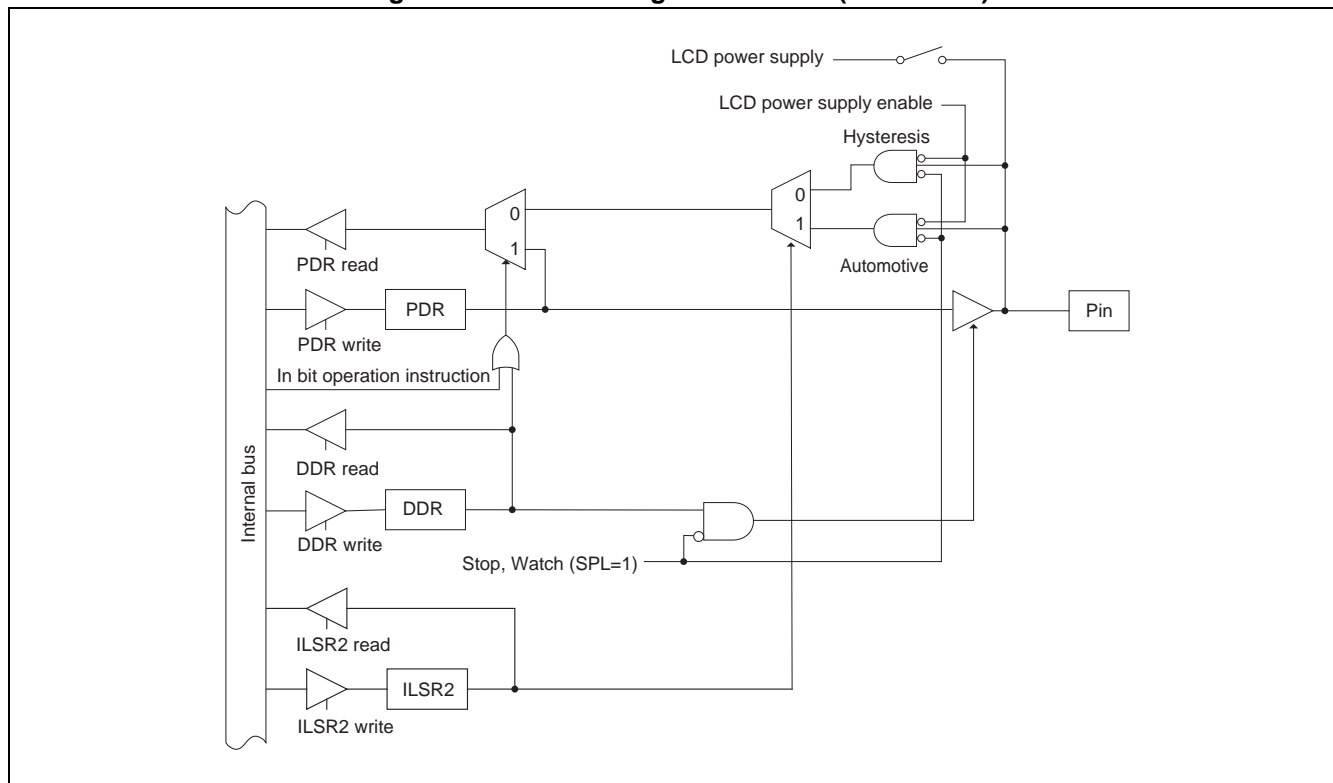 LCD power supply
LCD power supply enable
Hysteresis
0
1
0
1
Automotive
PDR read
PDR
Pin
PDR write
In bit operation instruction
DDR read
DDR
DDR write
Stop, Watch (SPL=1)
Internal bus
ILSR2 read
ILSR2
ILSR2 write